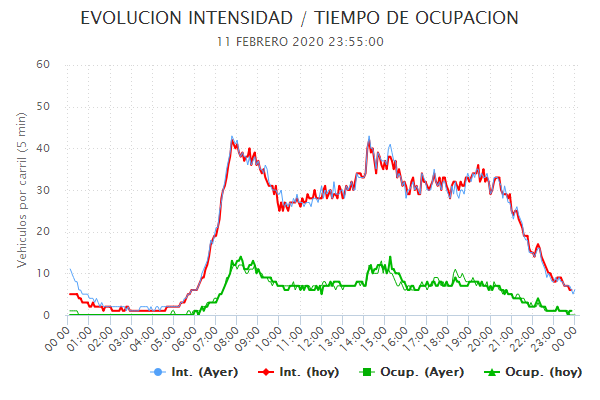 EVOLUCION INTENSIDAD / TIEMPO DE OCUPACION
11 FEBRERO 2020 23:55:00
Vehículos por carril (5 min)
60
50
40
30
20
10
0
00:00 01:00 02:00 03:00 04:00 05:00 06:00 07:00 08:00 09:00 10:00 11:00 12:00 13:00 14:00 15:00 16:00 17:00 18:00 19:00 20:00 21:00 22:00 23:00 00:00
Int. (Ayer) Int. (hoy) Ocup. (Ayer) Ocup. (hoy)